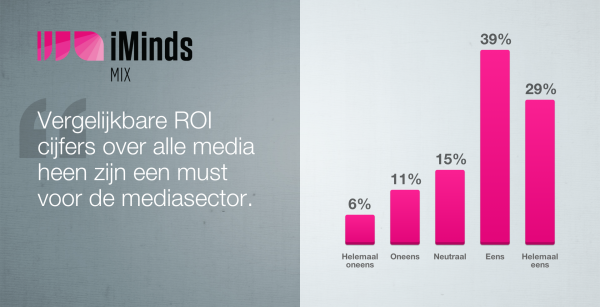 iMinds
MIX
Vergelijkbare ROI
cijfers over alle media
heen zijn een must
voor de mediasector.
39%
29%
15%
11%
6%
Helemaal oneens
Oneens
Neutraal
Eens
Helemaal eens